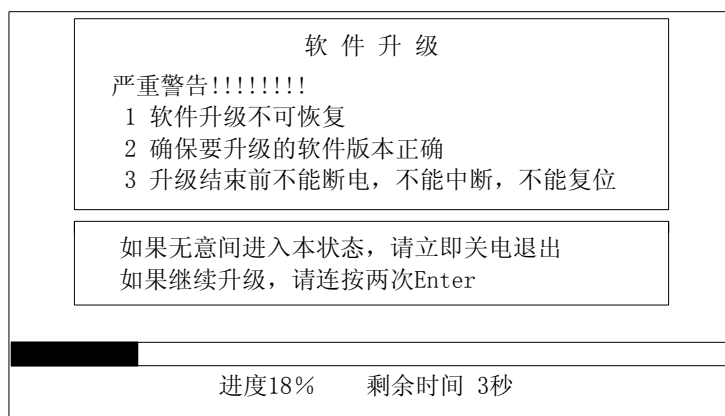 软 件 升 级
严重警告!!!!!!!!
1 软件升级不可恢复
2 确保要升级的软件版本正确
3 升级结束前不能断电，不能中断，不能复位
如果无意间进入本状态，请立即关电退出
如果继续升级，请连按两次Enter
进度18％ 剩余时间 3秒